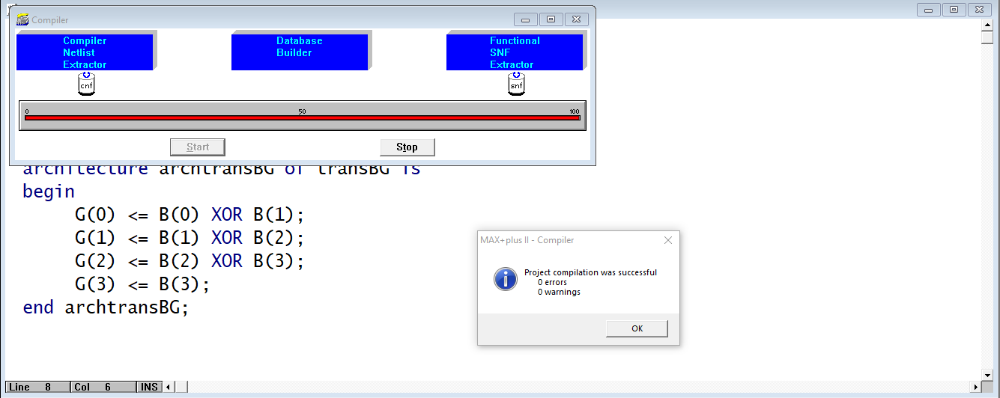 Compiler
Compiler
Netlist
Extractor
Database
Builder
Functional
SNF
Extractor
cnf
snf
0 50 100
Start
Stop
architecture archtransBG of transBG is
begin
G(0) <= B(0) XOR B(1);
G(1) <= B(1) XOR B(2);
G(2) <= B(2) XOR B(3);
G(3) <= B(3);
end archtransBG;
MAX+plus II - Compiler
Project compilation was successful
0 errors
0 warnings
OK
Line 8 Col 6 INS